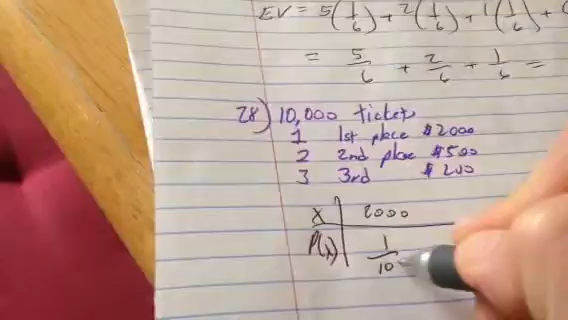 EV = 5(1/6) + 2(1/6) + 1(1/6) +
= 5/6 + 2/6 + 1/6 =
28) 10,000 tickets
1 1st place $2000
2 2nd place $500
3 3rd $200
X 2000
P(X) 1/10